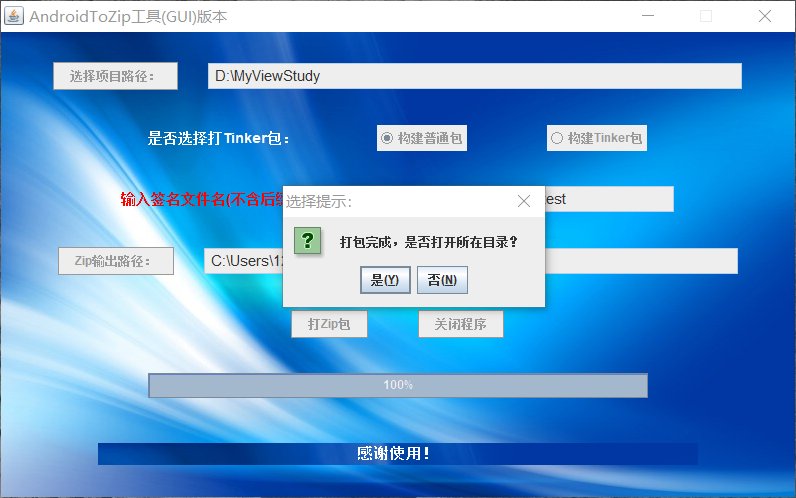 AndroidToZip工具(GUI)版本
选择项目路径： D:\MyViewStudy
是否选择打Tinker包： 构建普通包 构建Tinker包
输入签名文件名(不含后 est
选择提示：
打包完成，是否打开所在目录？
是(Y) 否(N)
Zip输出路径： C:\Users\12
打Zip包 关闭程序
100%
感谢使用！